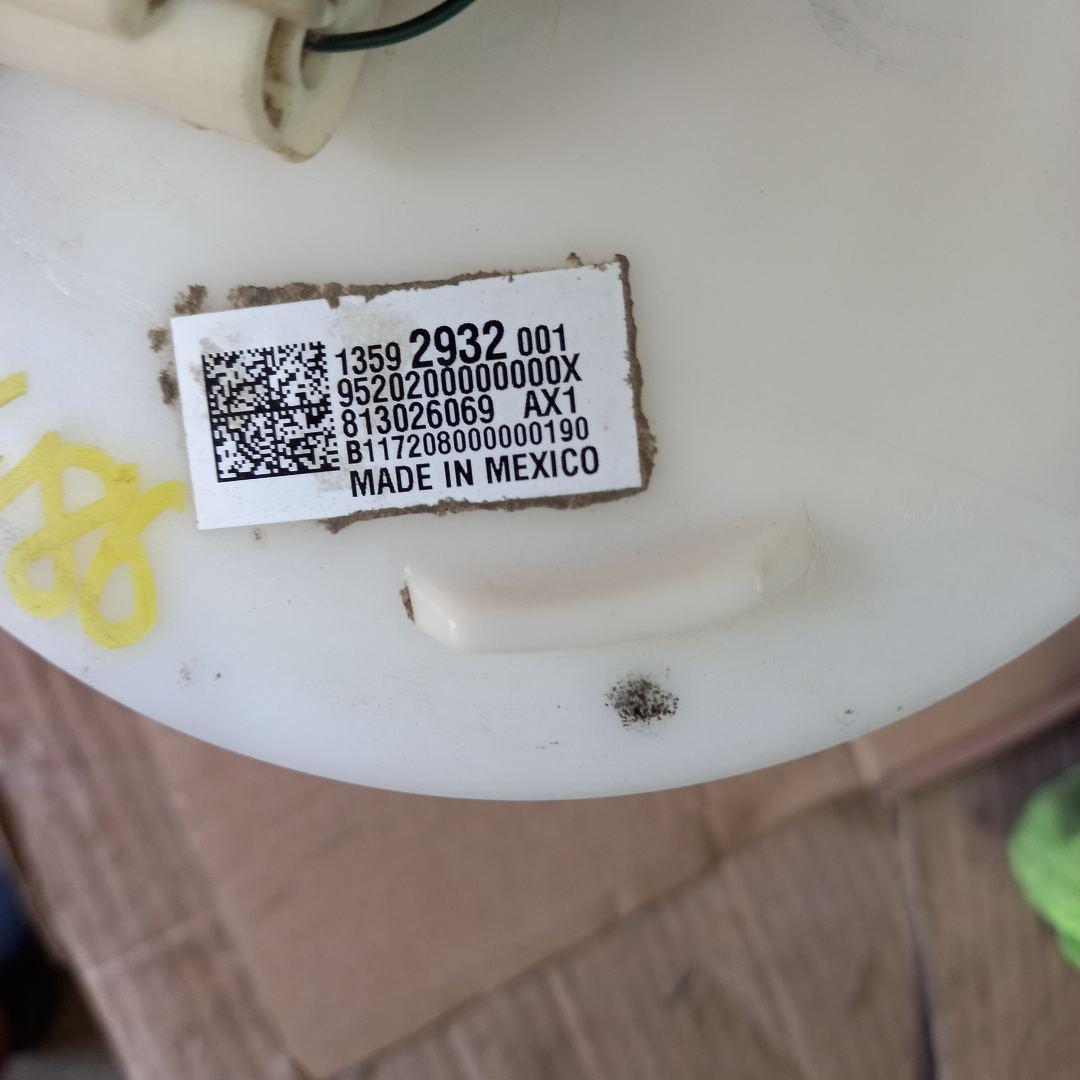 1359 2932 001
9520200000000X
813026069 AX1
B117208000000190
MADE IN MEXICO